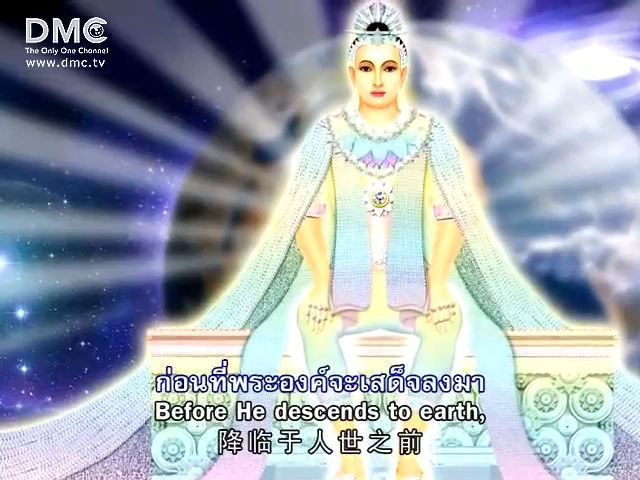 DMC
The Only One Channel
www.dmc.tv
ก่อนที่พระองค์จะเสด็จลงมา
Before He descends to earth,
降临于人世之前